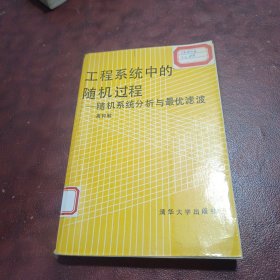 工程系统中的
随机过程
——随机系统分析与最优滤波
清华大学出版社